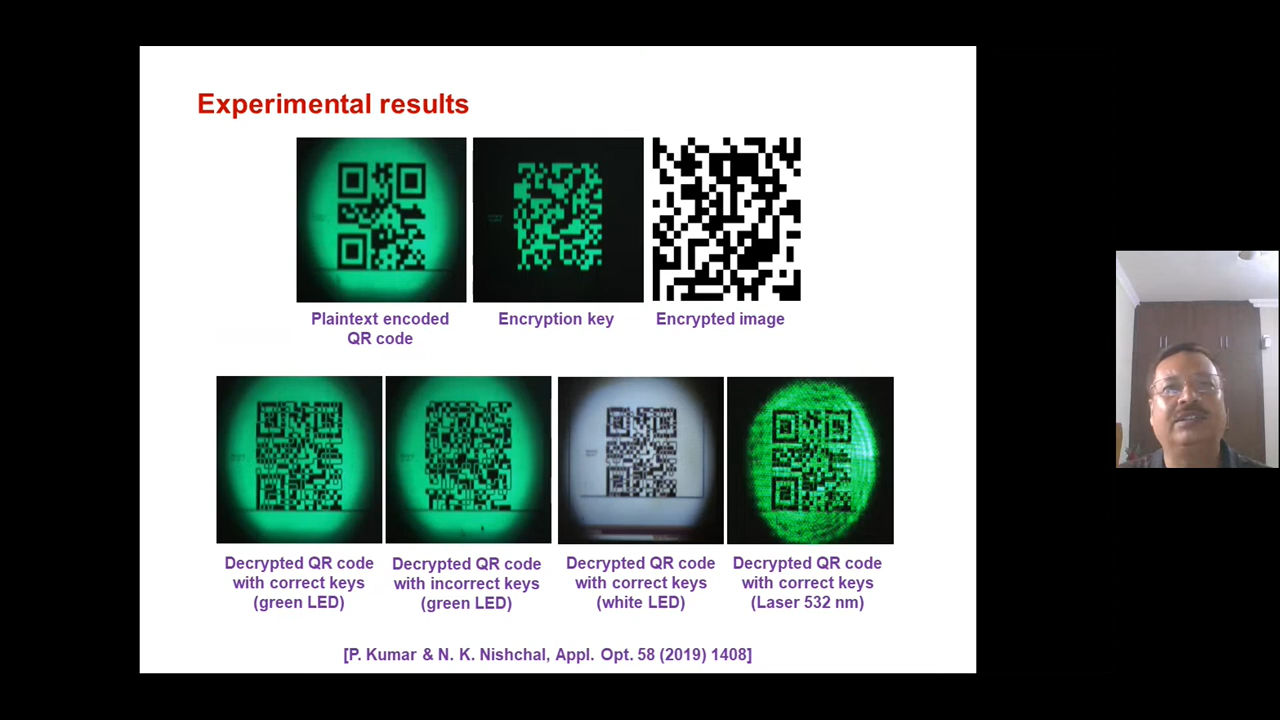 Experimental results
Plaintext encoded
QR code
Encryption key
Encrypted image
Decrypted QR code
with correct keys
(green LED)
Decrypted QR code
with incorrect keys
(green LED)
Decrypted QR code
with correct keys
(white LED)
Decrypted QR code
with correct keys
(Laser 532 nm)
[P. Kumar & N. K. Nishchal, Appl. Opt. 58 (2019) 1408]